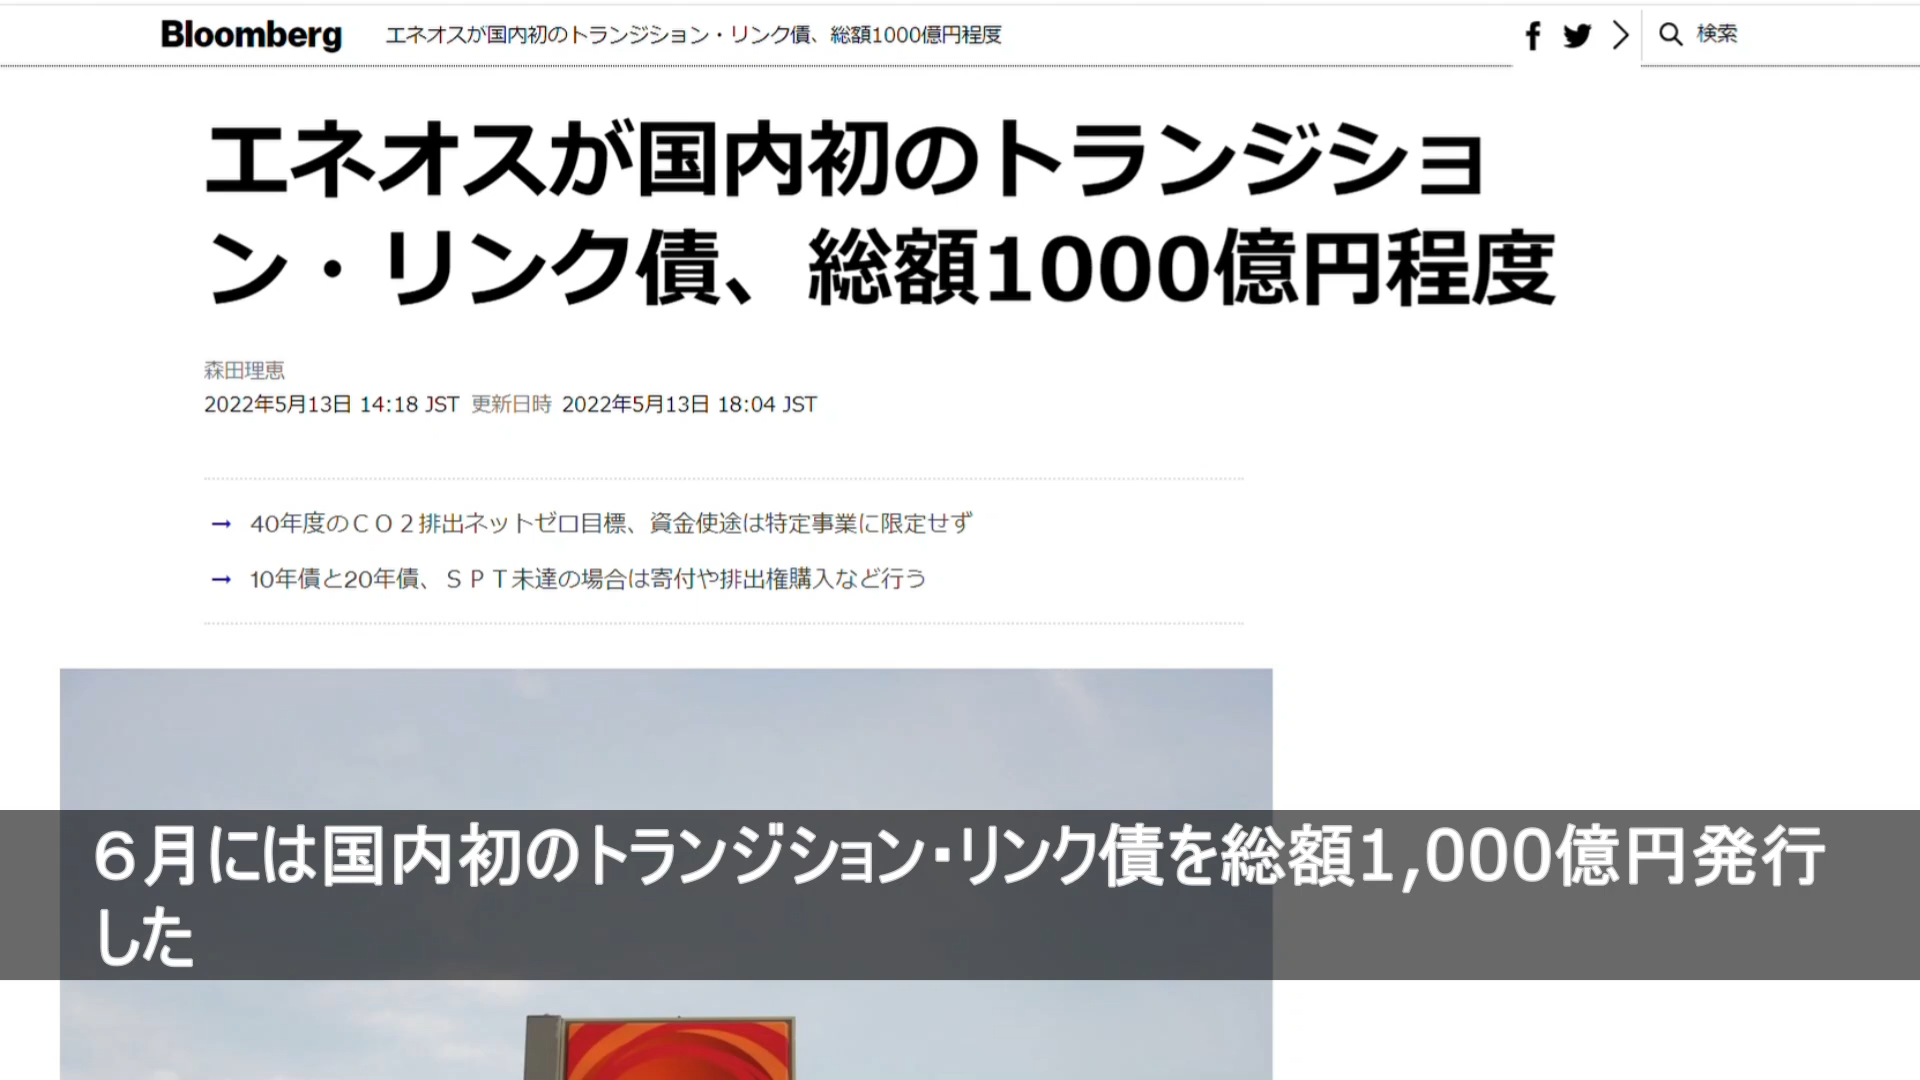 Bloomberg エネオスが国内初のトランジション・リンク債、総額1000億円程度 検索
エネオスが国内初のトランジショ
ン・リンク債、総額1000億円程度
森田理恵
2022年5月13日 14:18 JST 更新日時 2022年5月13日 18:04 JST
→ 40年度のＣＯ２排出ネットゼロ目標、資金使途は特定事業に限定せず
→ 10年債と20年債、ＳＰＴ未達の場合は寄付や排出権購入など行う
６月には国内初のトランジション・リンク債を総額1,000億円発行
した